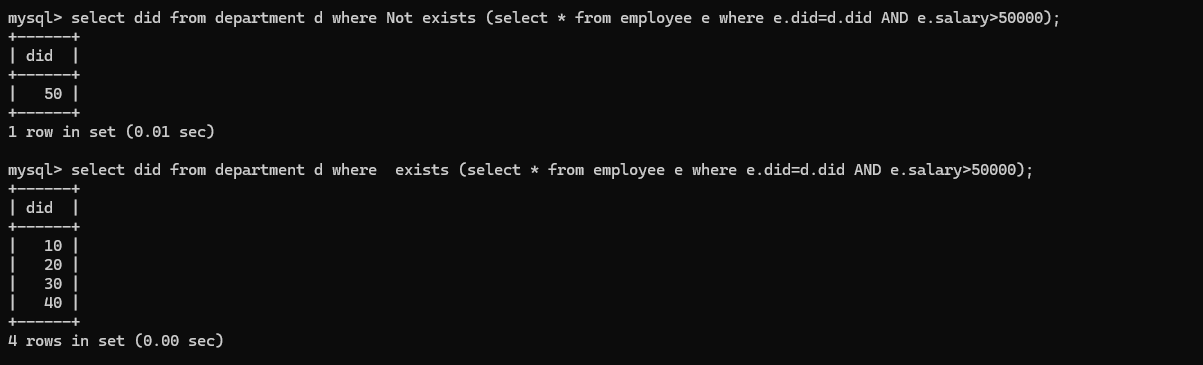 mysql> select did from department d where Not exists (select * from employee e where e.did=d.did AND e.salary>50000);
+------+
| did  |
+------+
|   50 |
+------+
1 row in set (0.01 sec)

mysql> select did from department d where  exists (select * from employee e where e.did=d.did AND e.salary>50000);
+------+
| did  |
+------+
|   10 |
|   20 |
|   30 |
|   40 |
+------+
4 rows in set (0.00 sec)